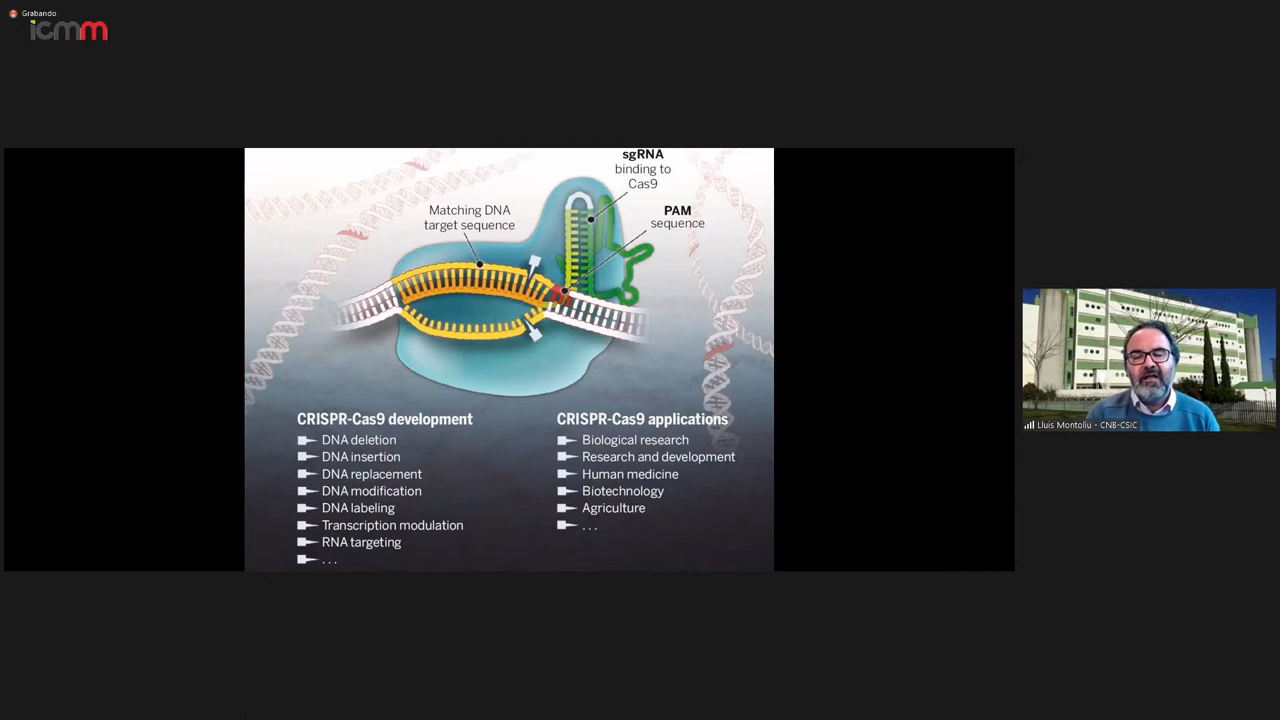 Grabando
icmm
sgRNA
binding to
Cas9
Matching DNA
target sequence
PAM
sequence
CRISPR-Cas9 development
DNA deletion
DNA insertion
DNA replacement
DNA modification
DNA labeling
Transcription modulation
RNA targeting
...
CRISPR-Cas9 applications
Biological research
Research and development
Human medicine
Biotechnology
Agriculture
...
Lluis Montoliu - CNB-CSIC